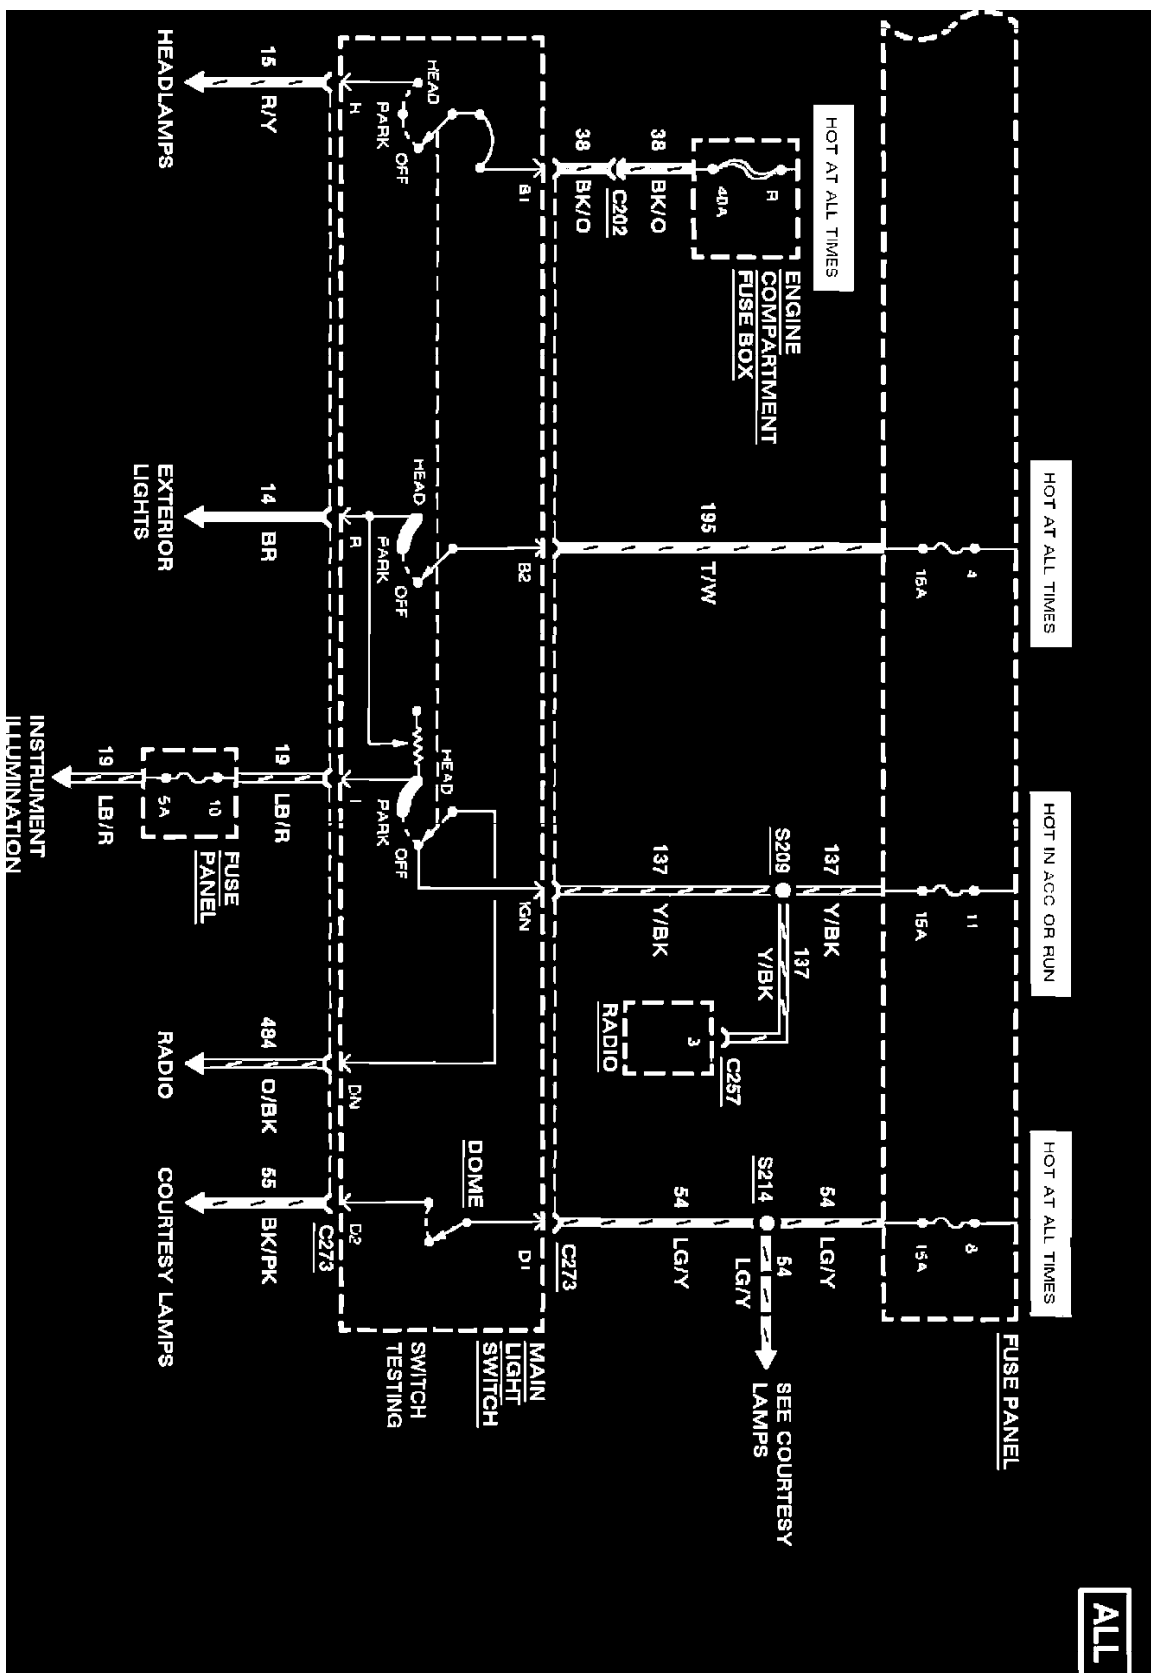 ALL
HOT AT ALL TIMES
HOT IN ACC OR RUN
HOT AT ALL TIMES
FUSE PANEL
4
15A
11
15A
8
15A
HOT AT ALL TIMES
ENGINE
COMPARTMENT
FUSE BOX
R
40A
38 BK/O
C202
38 BK/O
195 T/W
137 Y/BK
S209
137 Y/BK
137 Y/BK
C257
3
RADIO
54 LG/Y
S214
54 LG/Y
54 LG/Y
SEE COURTESY
LAMPS
C273
B1
B2
IGN
D1
MAIN
LIGHT
SWITCH
SWITCH
TESTING
HEAD
PARK
OFF
HEAD
PARK
OFF
HEAD
PARK
OFF
DOME
H
R
I
DN
D2
C273
15 R/Y
14 BR
19 LB/R
484 O/BK
55 BK/PK
FUSE
PANEL
10
5A
19 LB/R
HEADLAMPS
EXTERIOR
LIGHTS
INSTRUMENT
ILLUMINATION
RADIO
COURTESY LAMPS